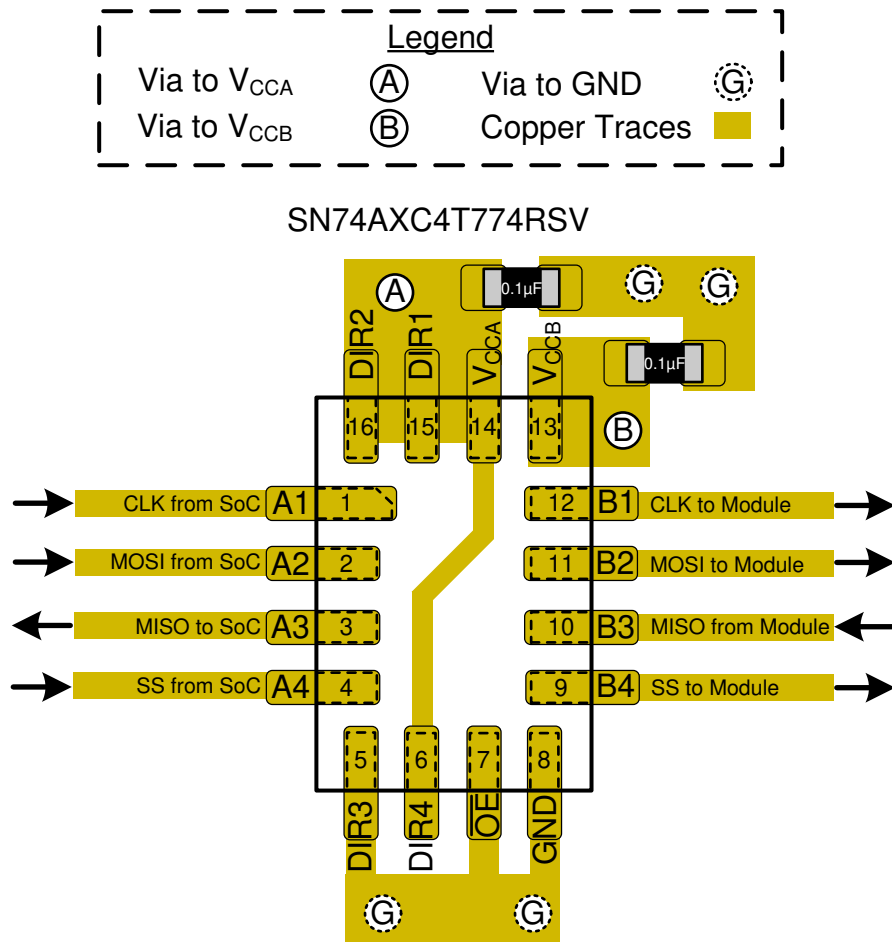 Legend
Via to VCCA A Via to GND G
Via to VCCB B Copper Traces
SN74AXC4T774RSV
A 0.1µF G G
DIR2 DIR1 VCCA VCCB
0.1µF
16 15 14 13 B
CLK from SoC A1 1 12 B1 CLK to Module
MOSI from SoC A2 2 11 B2 MOSI to Module
MISO to SoC A3 3 10 B3 MISO from Module
SS from SoC A4 4 9 B4 SS to Module
5 6 7 8
DIR3 DIR4 O̅E̅ GND
G G